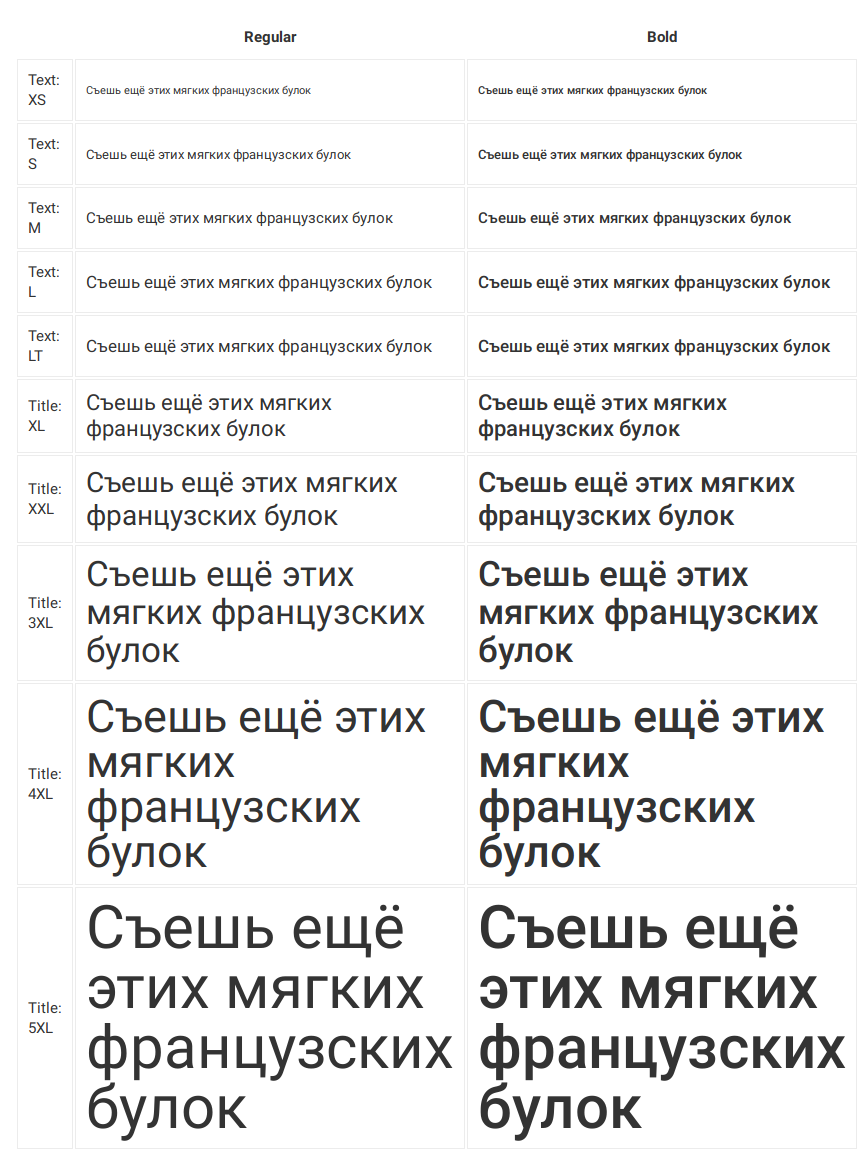 Regular Bold
Text:
XS
Съешь ещё этих мягких французских булок
Съешь ещё этих мягких французских булок
Text:
S
Съешь ещё этих мягких французских булок
Съешь ещё этих мягких французских булок
Text:
M
Съешь ещё этих мягких французских булок
Съешь ещё этих мягких французских булок
Text:
L
Съешь ещё этих мягких французских булок
Съешь ещё этих мягких французских булок
Text:
LT
Съешь ещё этих мягких французских булок
Съешь ещё этих мягких французских булок
Title:
XL
Съешь ещё этих мягких
французских булок
Съешь ещё этих мягких
французских булок
Title:
XXL
Съешь ещё этих мягких
французских булок
Съешь ещё этих мягких
французских булок
Title:
3XL
Съешь ещё этих
мягких французских
булок
Съешь ещё этих
мягких французских
булок
Title:
4XL
Съешь ещё этих
мягких
французских
булок
Съешь ещё этих
мягких
французских
булок
Title:
5XL
Съешь ещё
этих мягких
французских
булок
Съешь ещё
этих мягких
французских
булок